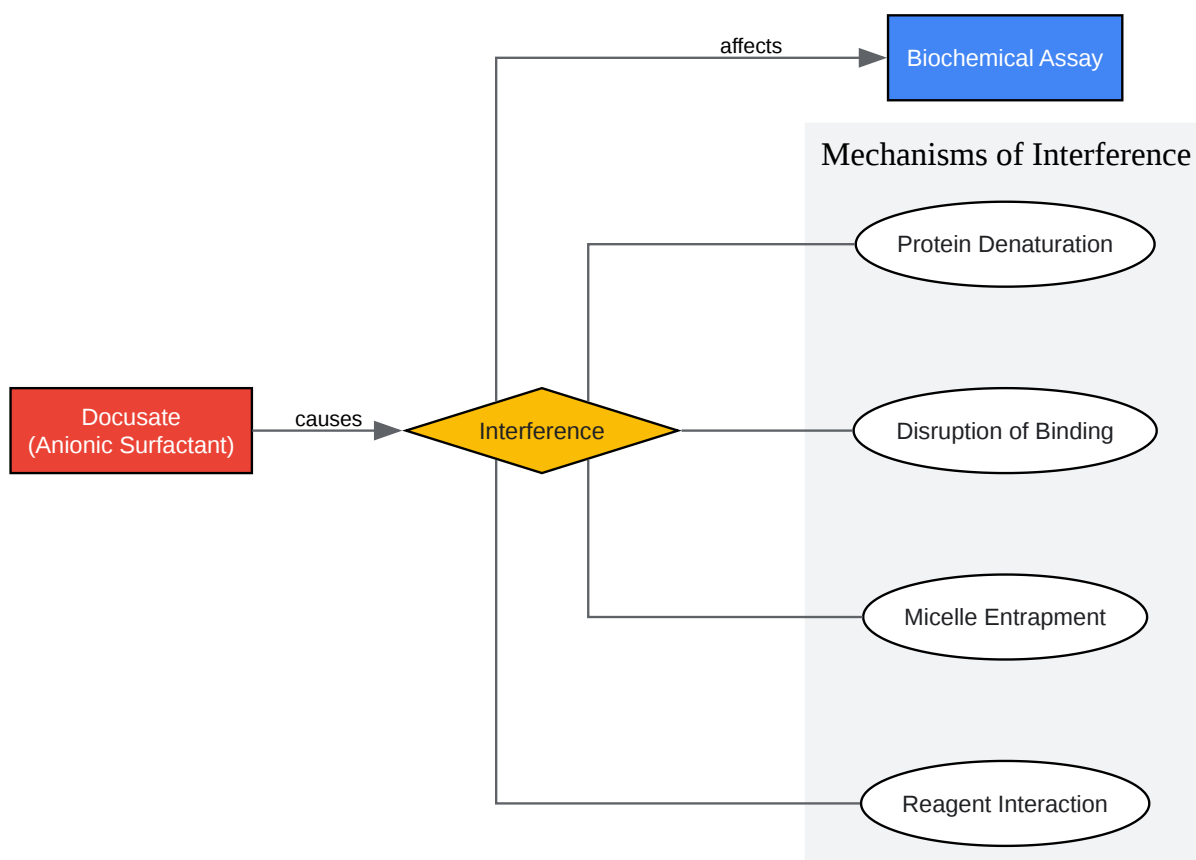 affects
Biochemical Assay
Mechanisms of Interference
Protein Denaturation
Docusate
(Anionic Surfactant)
causes
Interference
Disruption of Binding
Micelle Entrapment
Reagent Interaction